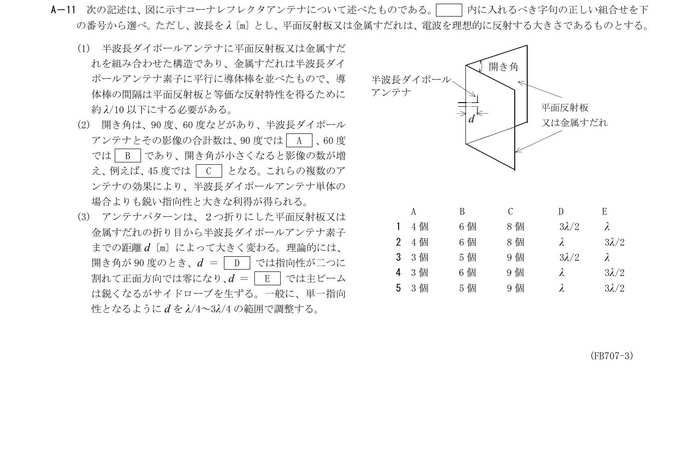 A-11 次の記述は、図に示すコーナレフレクタアンテナについて述べたものである。 内に入れるべき字句の正しい組合せを下
の番号から選べ。ただし、波長をλ〔m〕とし、平面反射板又は金属すだれは、電波を理想的に反射する大きさであるものとする。
(1) 半波長ダイポールアンテナに平面反射板又は金属すだ
れを組み合わせた構造であり、金属すだれは半波長ダイ
ポールアンテナ素子に平行に導体棒を並べたもので、導
体棒の間隔は平面反射板と等価な反射特性を得るために
約λ/10 以下にする必要がある。
(2) 開き角は、90 度、60 度などがあり、半波長ダイポール
アンテナとその影像の合計数は、90 度では A 、60 度
では B であり、開き角が小さくなると影像の数が増
え、例えば、45 度では C となる。これらの複数のア
ンテナの効果により、半波長ダイポールアンテナ単体の
場合よりも鋭い指向性と大きな利得が得られる。
(3) アンテナパターンは、2つ折りにした平面反射板又は
金属すだれの折り目から半波長ダイポールアンテナ素子
までの距離 d〔m〕によって大きく変わる。理論的には、
開き角が 90 度のとき、d = D では指向性が二つに
割れて正面方向では零になり、d = E では主ビーム
は鋭くなるがサイドローブを生ずる。一般に、単一指向
性となるように d をλ/4～3λ/4 の範囲で調整する。
開き角
半波長ダイポール
アンテナ
d
平面反射板
又は金属すだれ
A B C D E
1 4 個 6 個 8 個 3λ/2 λ
2 4 個 6 個 8 個 λ 3λ/2
3 3 個 5 個 9 個 3λ/2 λ
4 3 個 6 個 9 個 λ 3λ/2
5 3 個 5 個 9 個 λ 3λ/2
(FB707-3)